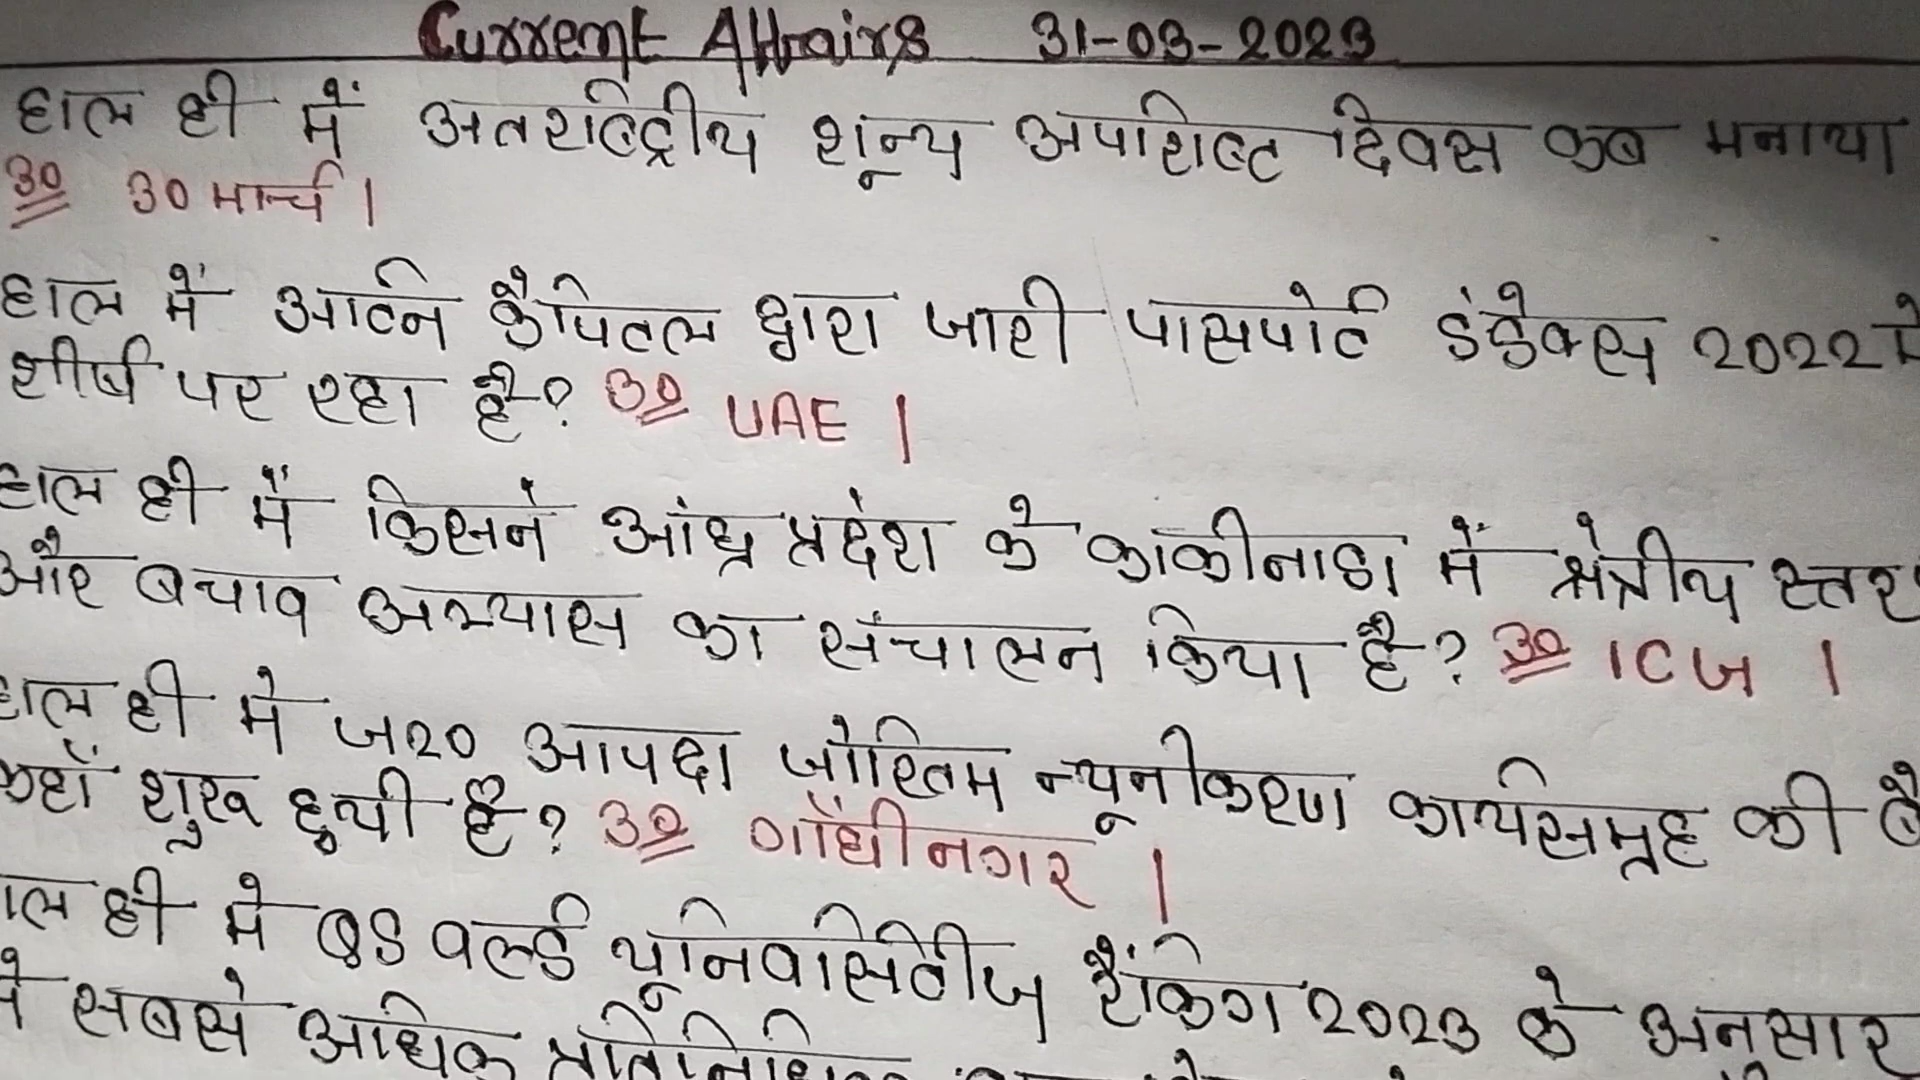 Current Affairs 31-03-2023
हाल ही में अतर्राष्ट्रीय शून्य अपशिष्ट दिवस कब मनाया
उ० 30 मार्च।
हाल में आर्टन कैपिटल द्वारा जारी पासपोर्ट इंडेक्स 2022 में
शीर्ष पर रहा है? उ० UAE ।
हाल ही में किसने आंध्र प्रदेश के काकीनाडा में क्षेत्रीय स्तर
और बचाव अभ्यास का संचालन किया है? उ० ICG ।
हाल ही मे ज20 आपदा जोखिम न्यूनीकरण कार्यसमूह की
कहाँ शुरू हुयी है? उ० गाँधीनगर ।
हाल ही मे QS वर्ल्ड यूनिवर्सिटीज रैंकिंग 2023 के अनुसार
सबसे अधिक